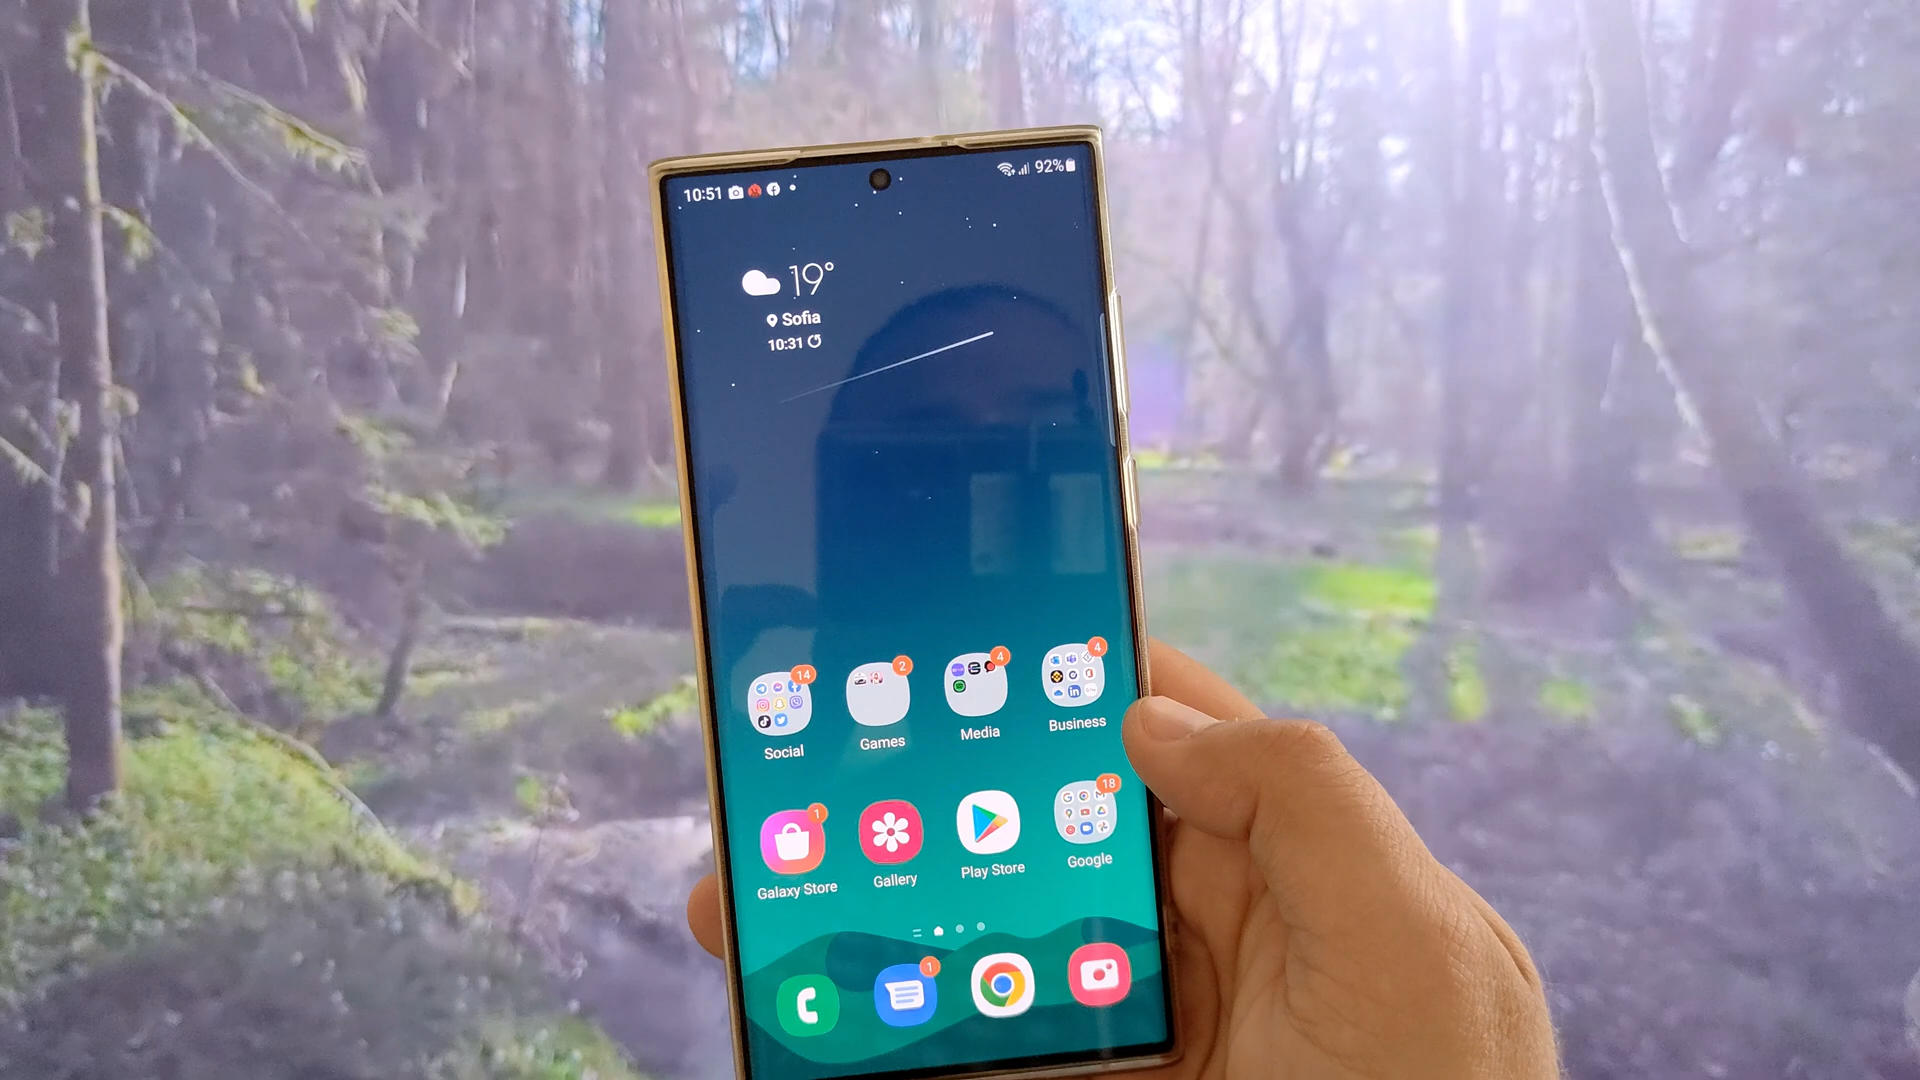 10:51
92%
19°
Sofia
10:31
14
2
4
4
Social
Games
Media
Business
1
18
Galaxy Store
Gallery
Play Store
Google
1